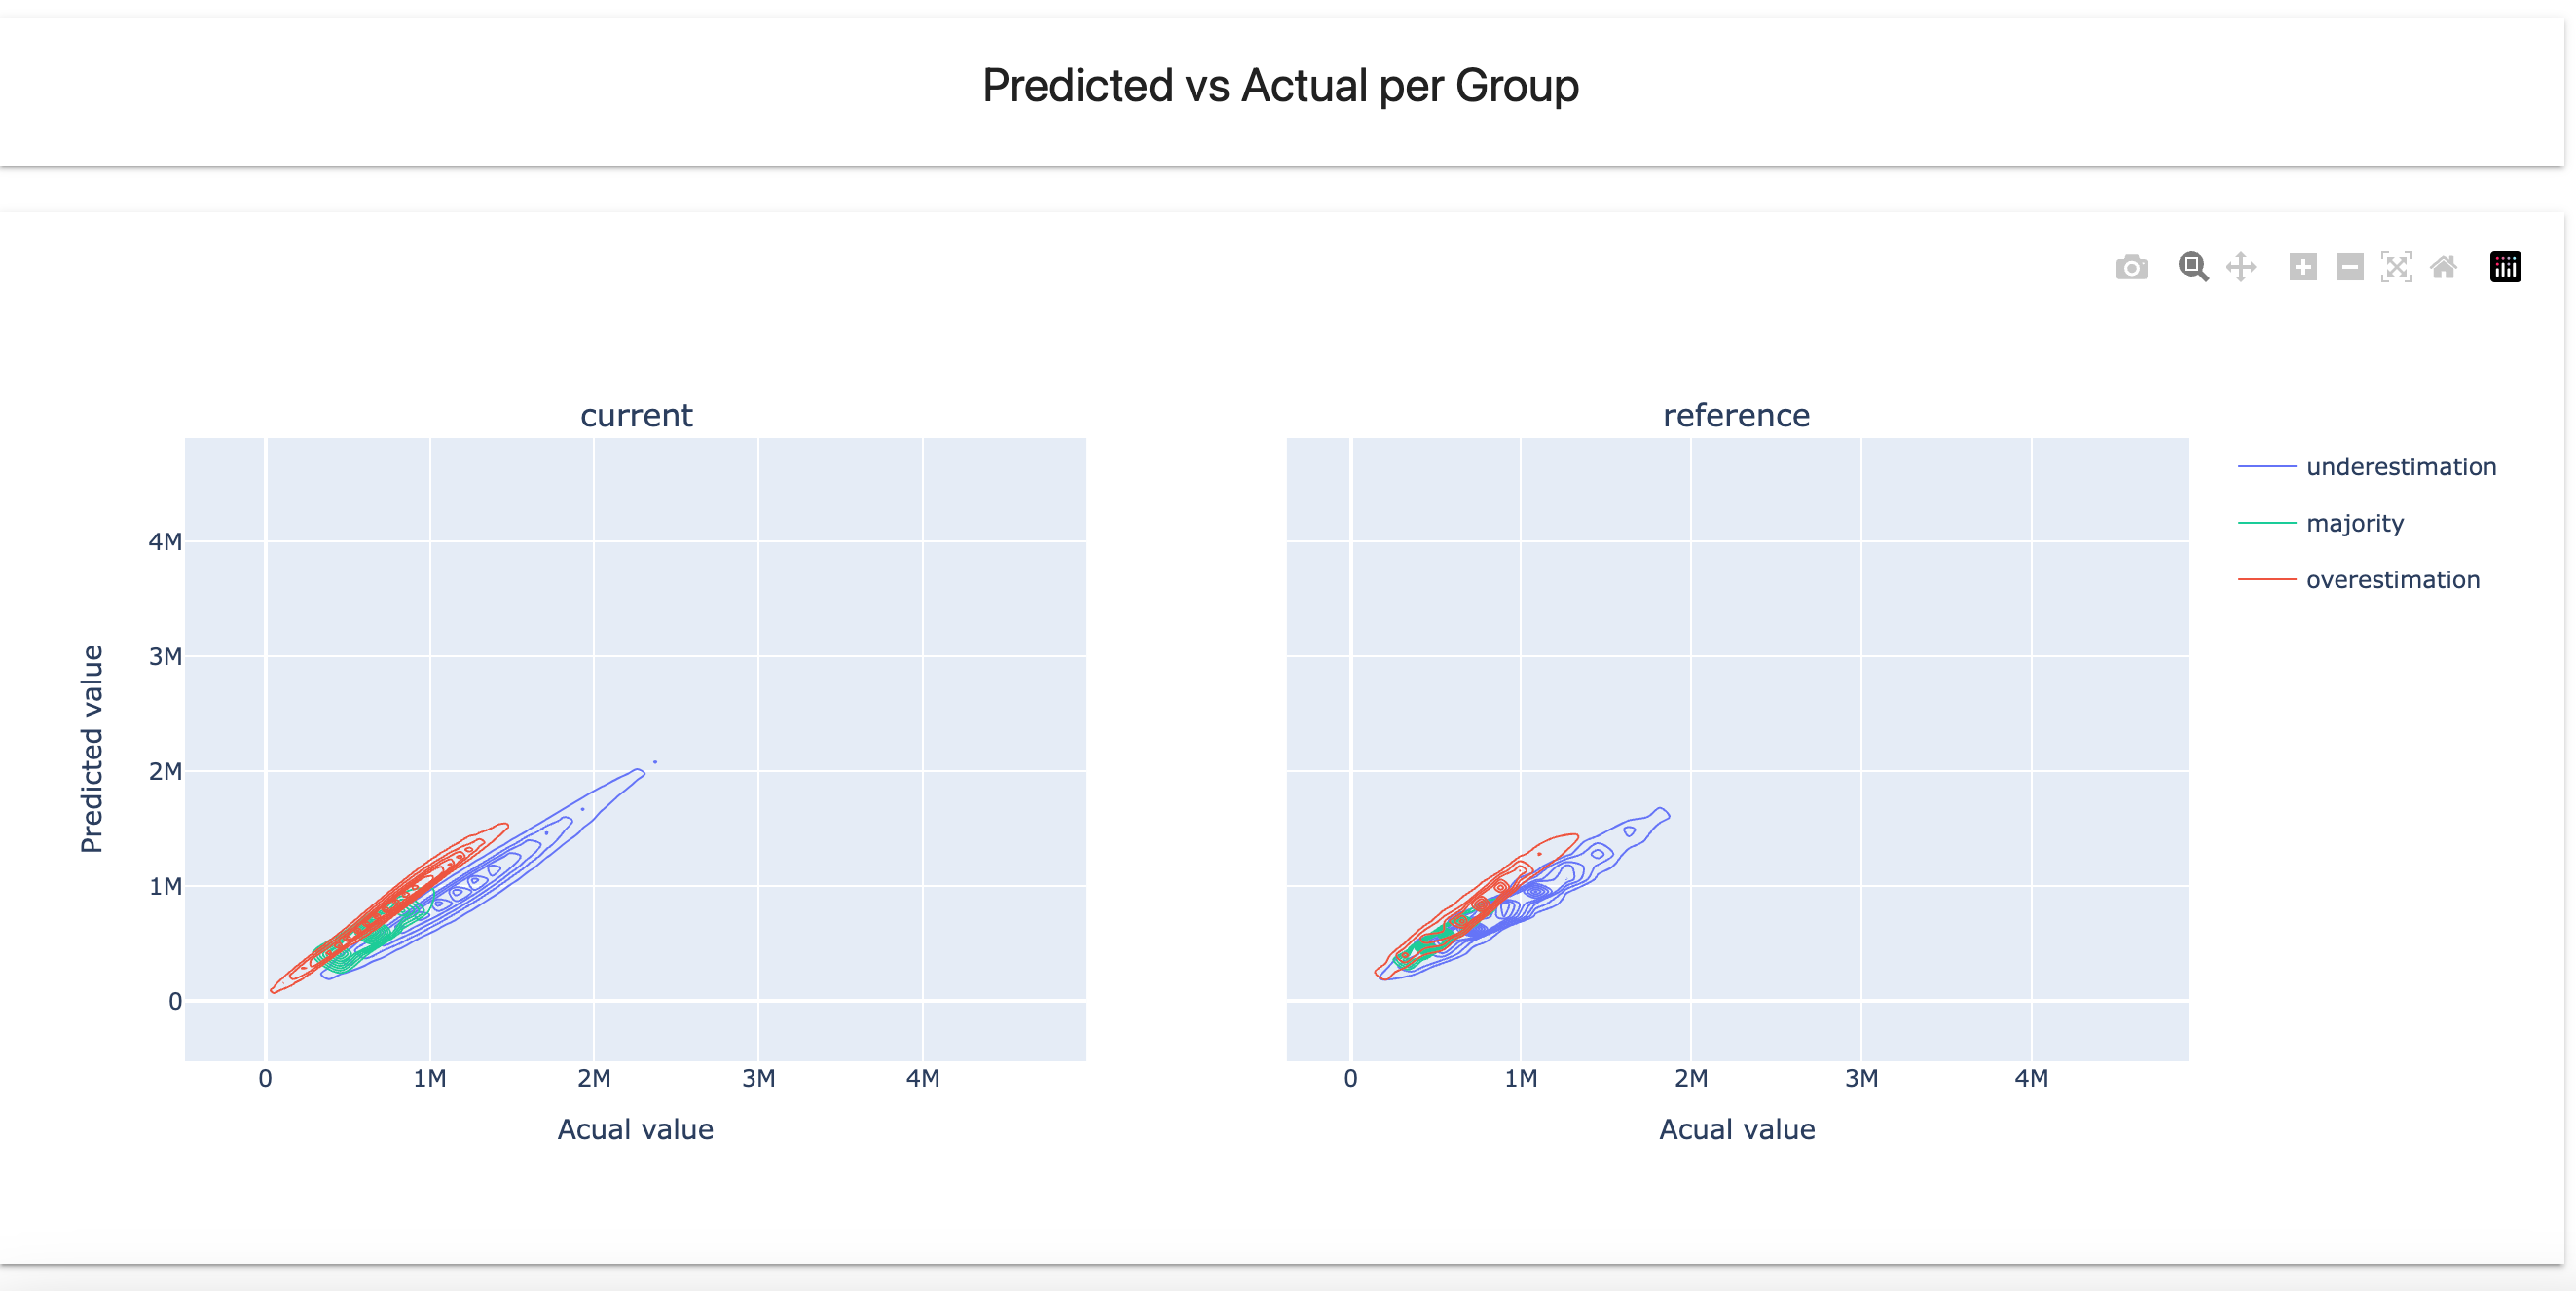 Predicted vs Actual per Group
current
reference
underestimation
majority
overestimation
Predicted value
4M
3M
2M
1M
0
0 1M 2M 3M 4M
Acual value
0 1M 2M 3M 4M
Acual value